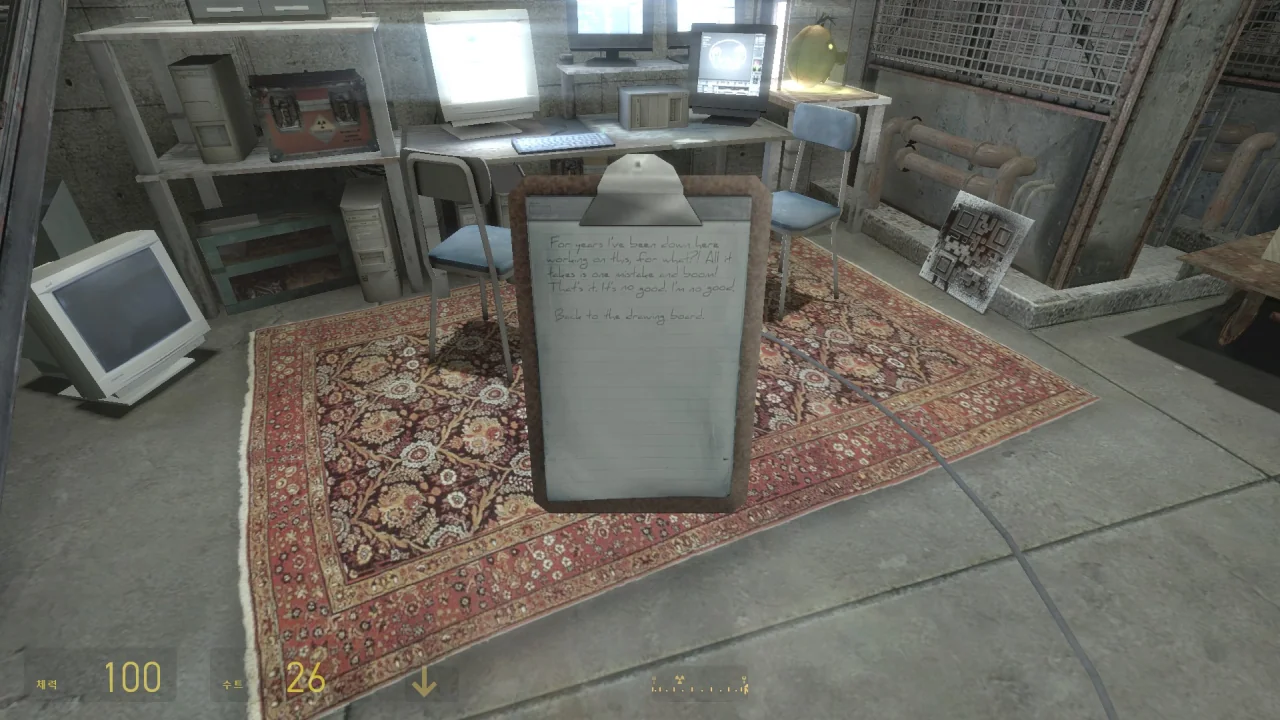 For years I've been down here
working on this, for what?! All it
takes is one mistake and boom!
That's it. It's no good. I'm no good.
Back to the drawing board.
체력 100 수트 26